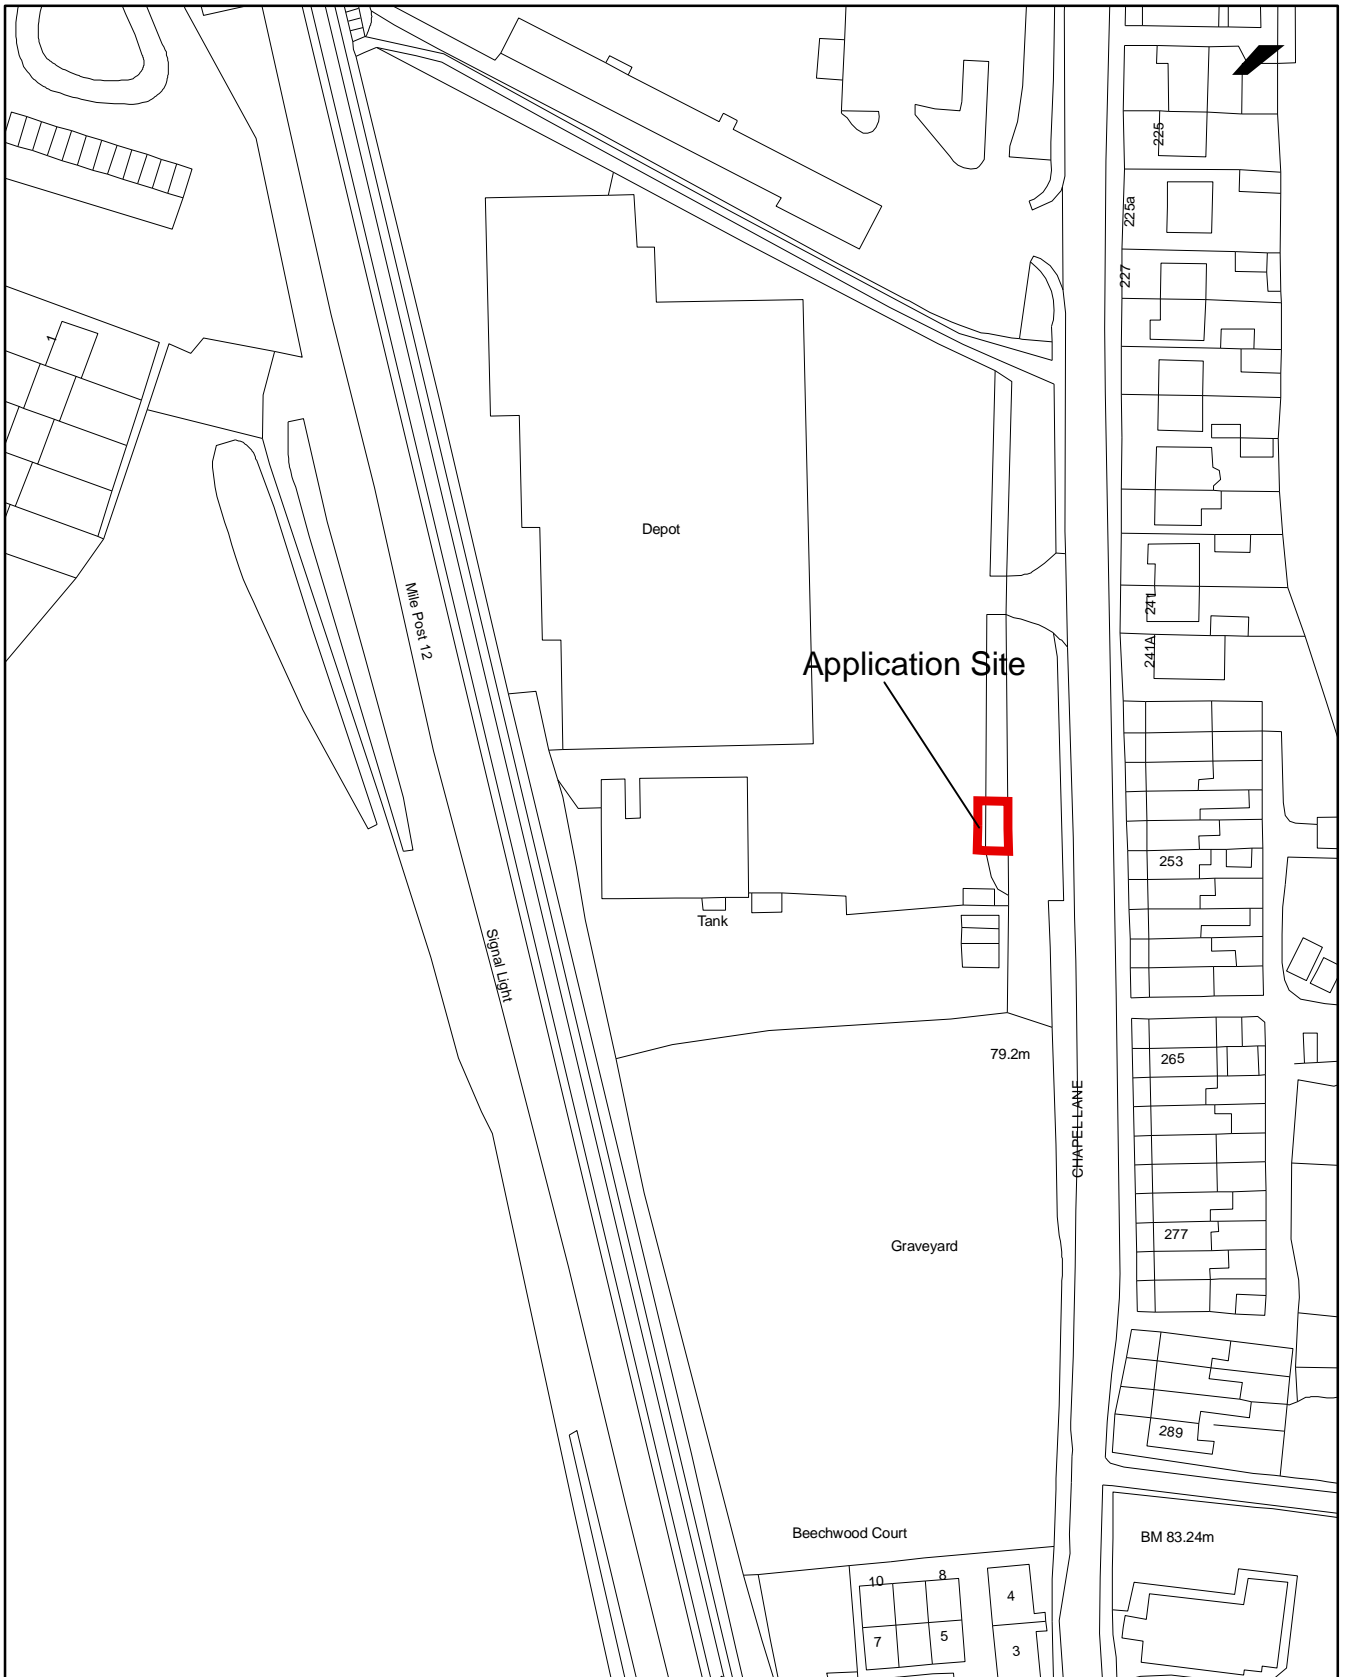 225
225a
227
1
Depot
Mile Post 12
241
241A
Application Site
253
Tank
Signal Light
79.2m
265
CHAPEL LANE
277
Graveyard
289
Beechwood Court
BM 83.24m
10
8
4
7
5
3